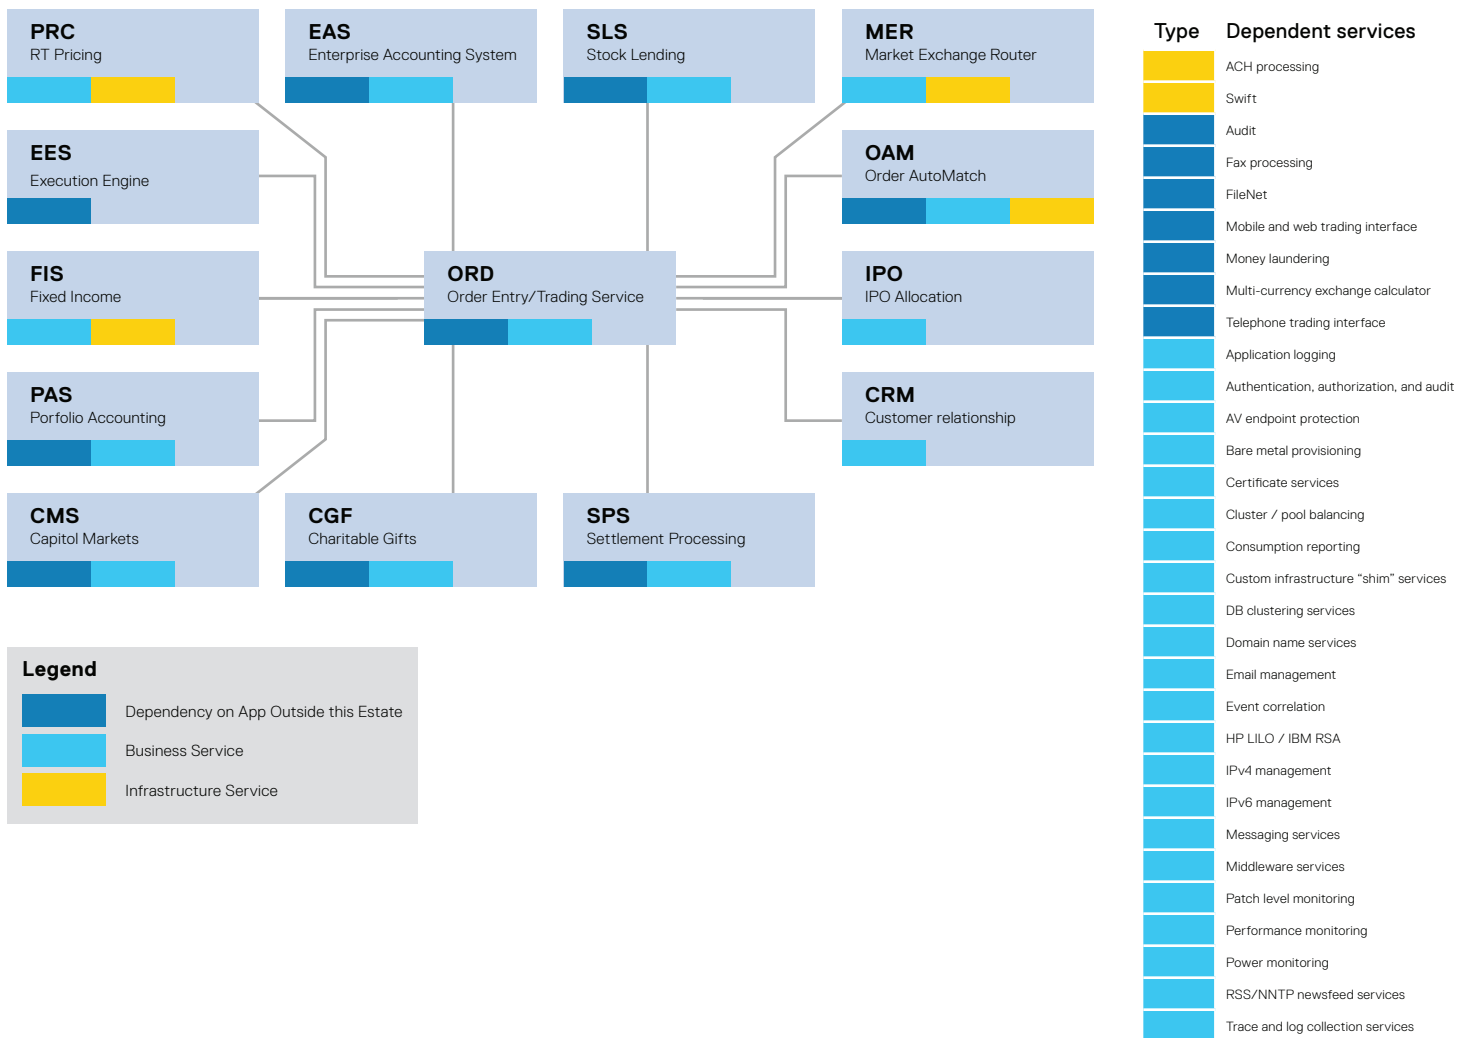 PRC
RT Pricing
EAS
Enterprise Accounting System
SLS
Stock Lending
MER
Market Exchange Router
EES
Execution Engine
OAM
Order AutoMatch
FIS
Fixed Income
ORD
Order Entry/Trading Service
IPO
IPO Allocation
PAS
Porfolio Accounting
CRM
Customer relationship
CMS
Capitol Markets
CGF
Charitable Gifts
SPS
Settlement Processing
Legend
Dependency on App Outside this Estate
Business Service
Infrastructure Service
Type Dependent services
ACH processing
Swift
Audit
Fax processing
FileNet
Mobile and web trading interface
Money laundering
Multi-currency exchange calculator
Telephone trading interface
Application logging
Authentication, authorization, and audit
AV endpoint protection
Bare metal provisioning
Certificate services
Cluster / pool balancing
Consumption reporting
Custom infrastructure “shim” services
DB clustering services
Domain name services
Email management
Event correlation
HP LILO / IBM RSA
IPv4 management
IPv6 management
Messaging services
Middleware services
Patch level monitoring
Performance monitoring
Power monitoring
RSS/NNTP newsfeed services
Trace and log collection services